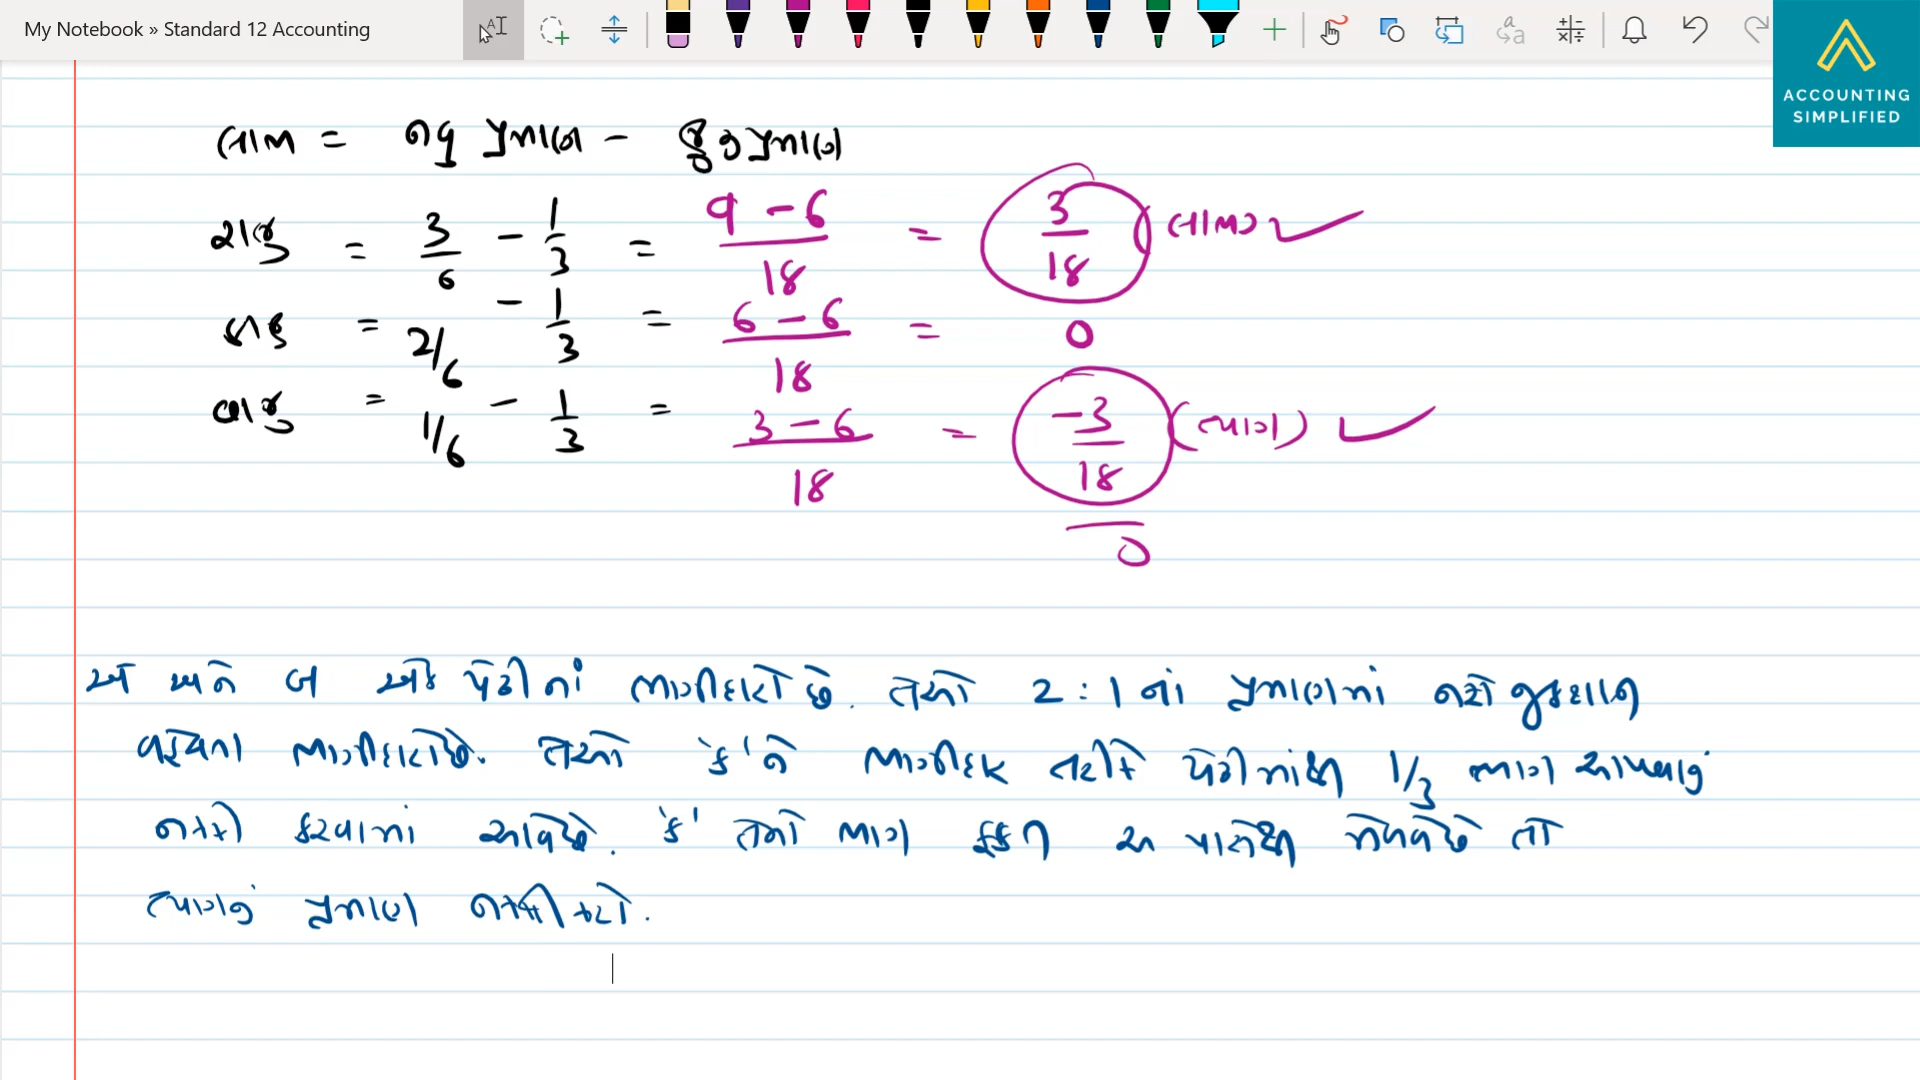 My Notebook » Standard 12 Accounting
ACCOUNTING
SIMPLIFIED
લાભ = નવુ પ્રમાણ - જુનુ પ્રમાણ
રાજુ = 3/6 - 1/3 = 9 - 6/18 = 3/18 (લાભ)
= 2/6 - 1/3 = 6 - 6/18 = 0
= 1/6 - 1/3 = 3 - 6/18 = -3/18 (ત્યાગ)
0
અ અને બ એક પેઢીનાં ભાગીદારો છે. તેઓ 2:1 નાં પ્રમાણમાં નફો નુકશાન
વહેંચતા ભાગીદારો છે. તેઓ 'ક' ને ભાગીદાર તરીકે પેઢીમાંથી 1/3 ભાગ આપવાનું
નક્કી કરવામાં આવે છે. 'ક' તેનો ભાગ ફક્ત અ પાસેથી મેળવે છે તો
ત્યાગનું પ્રમાણ નક્કી કરો.